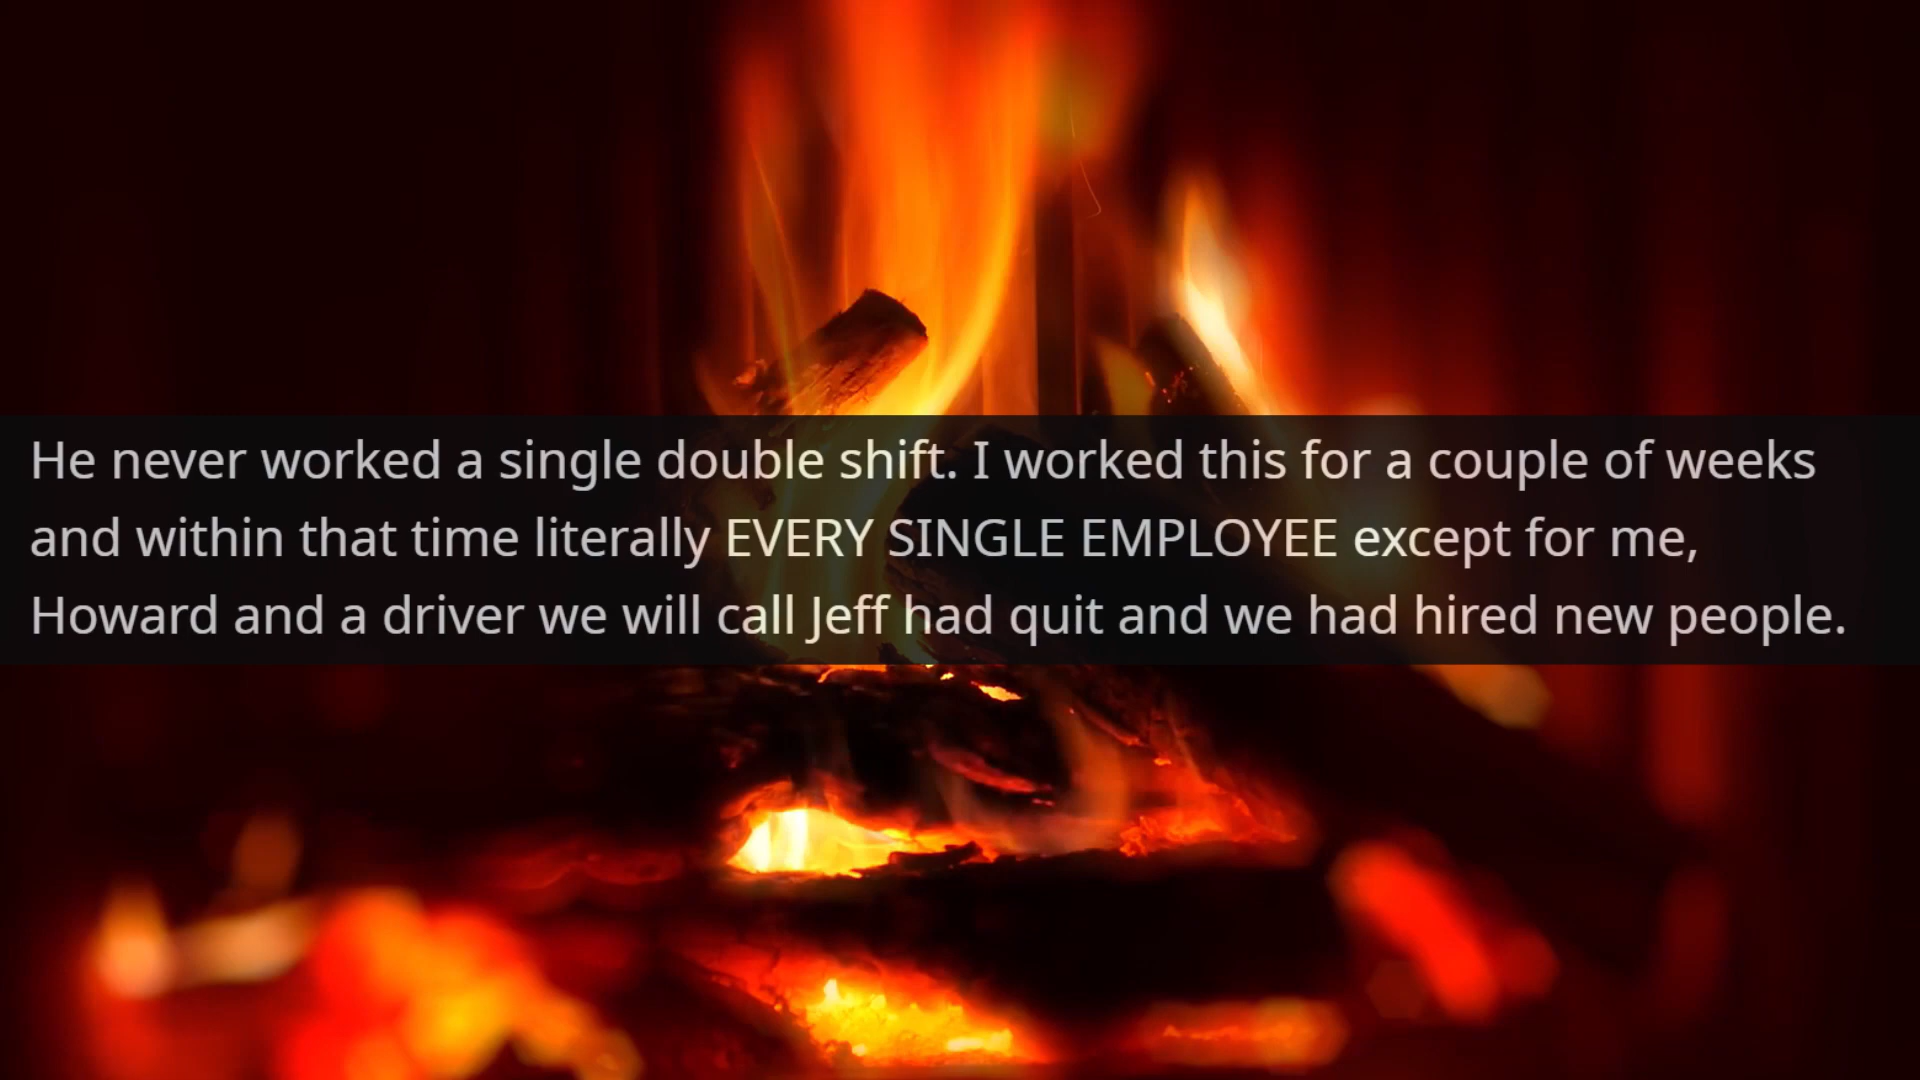 He never worked a single double shift. I worked this for a couple of weeks
and within that time literally EVERY SINGLE EMPLOYEE except for me,
Howard and a driver we will call Jeff had quit and we had hired new people.